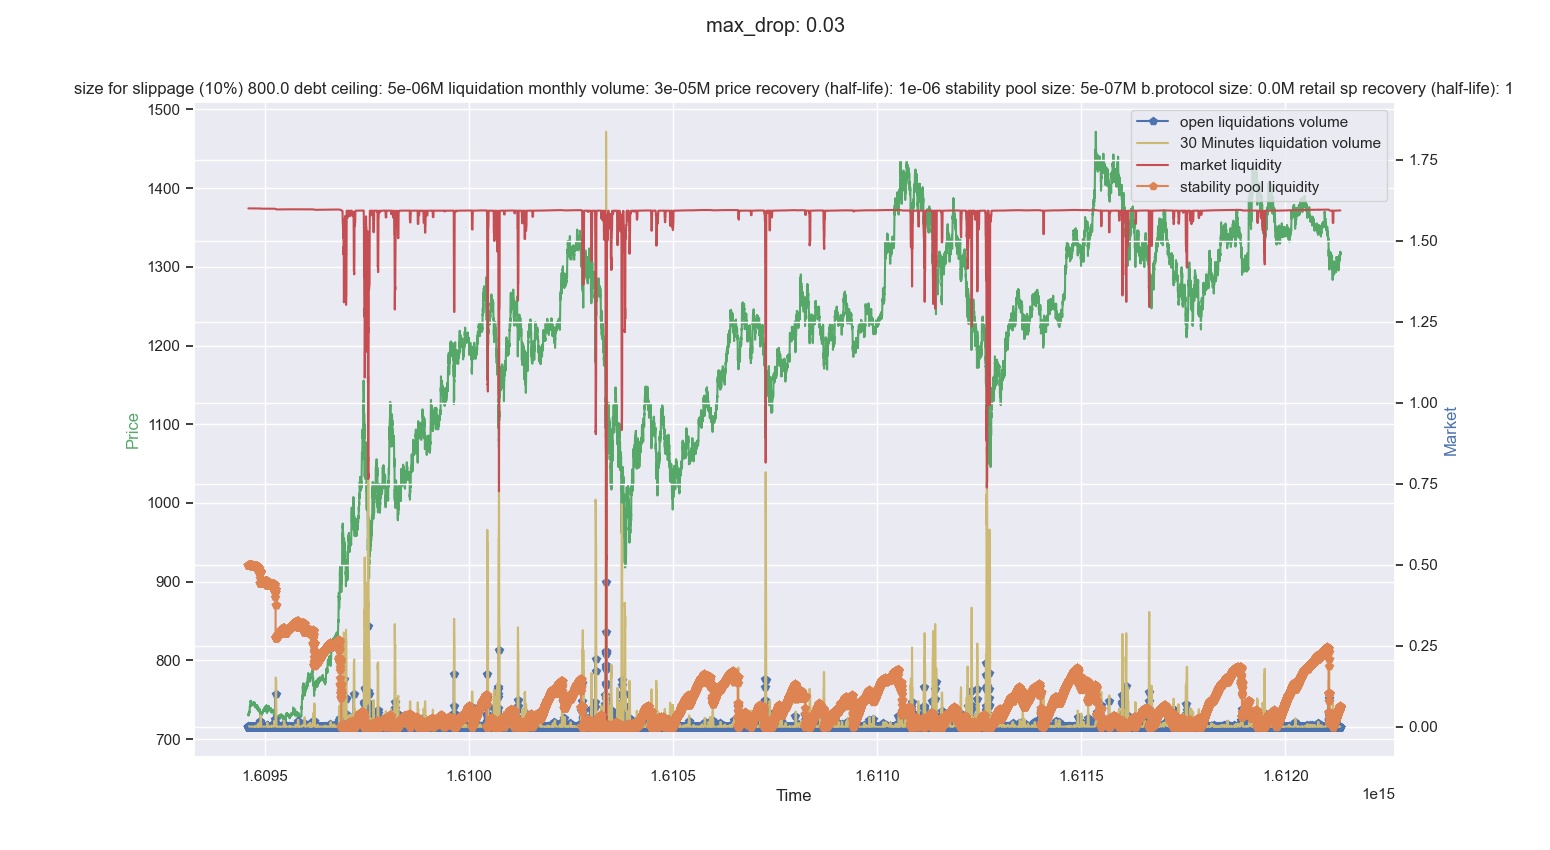 max_drop: 0.03
size for slippage (10%) 800.0 debt ceiling: 5e-06M liquidation monthly volume: 3e-05M price recovery (half-life): 1e-06 stability pool size: 5e-07M b.protocol size: 0.0M retail sp recovery (half-life): 1
1500
1400
1300
1200
1100
1000
900
800
700
Price
open liquidations volume
30 Minutes liquidation volume
market liquidity
stability pool liquidity
1.75
1.50
1.25
1.00
0.75
0.50
0.25
0.00
Market
1.6095
1.6100
1.6105
1.6110
1.6115
1.6120
Time
1e15